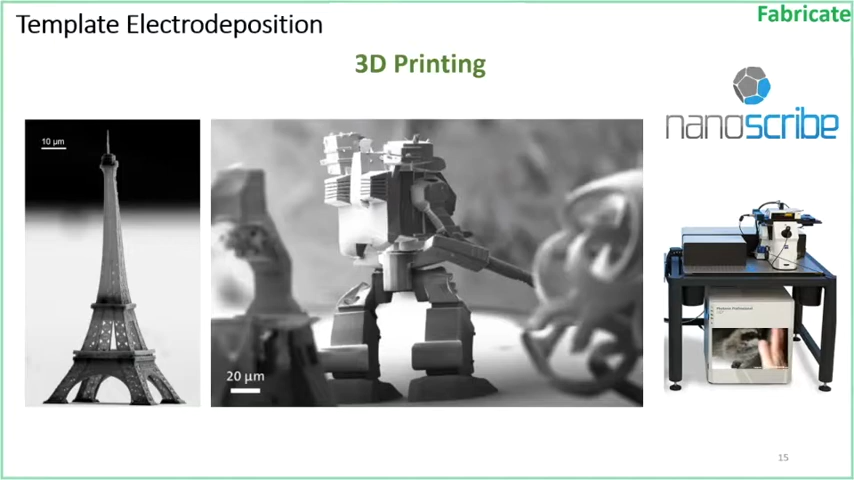 Template Electrodeposition
Fabricate
3D Printing
10 µm
20 µm
nanoscribe
15